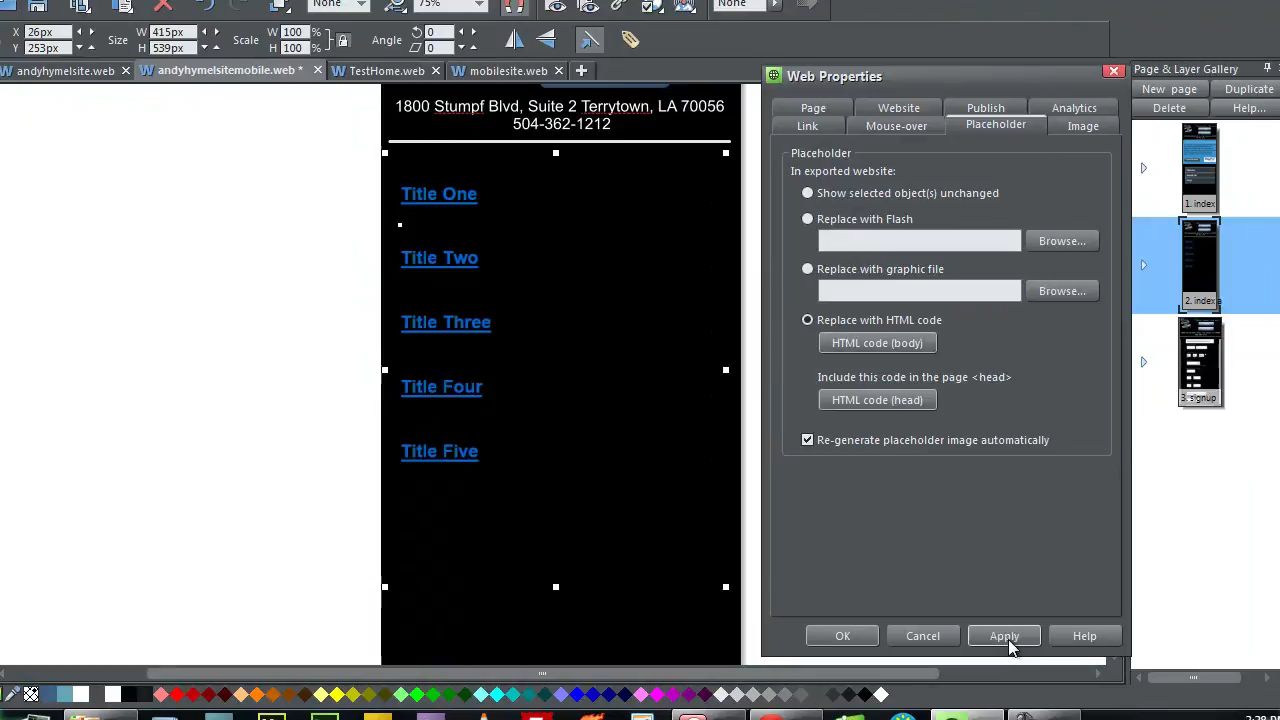 None
75%
None
X 26px
Y 253px
Size
W 415px
H 539px
Scale
W 100
H 100
%
Angle
0
0
andyhymelsite.web
andyhymelsitemobile.web *
TestHome.web
mobilesite.web
1800 Stumpf Blvd, Suite 2 Terrytown, LA 70056
504-362-1212
Title One
Title Two
Title Three
Title Four
Title Five
Web Properties
Page
Website
Publish
Analytics
Link
Mouse-over
Placeholder
Image
Placeholder
In exported website:
Show selected object(s) unchanged
Replace with Flash
Browse...
Replace with graphic file
Browse...
Replace with HTML code
HTML code (body)
Include this code in the page <head>
HTML code (head)
Re-generate placeholder image automatically
OK
Cancel
Apply
Help
Page & Layer Gallery
New page
Duplicate
Delete
Help...
1. index
2. index
3. signup